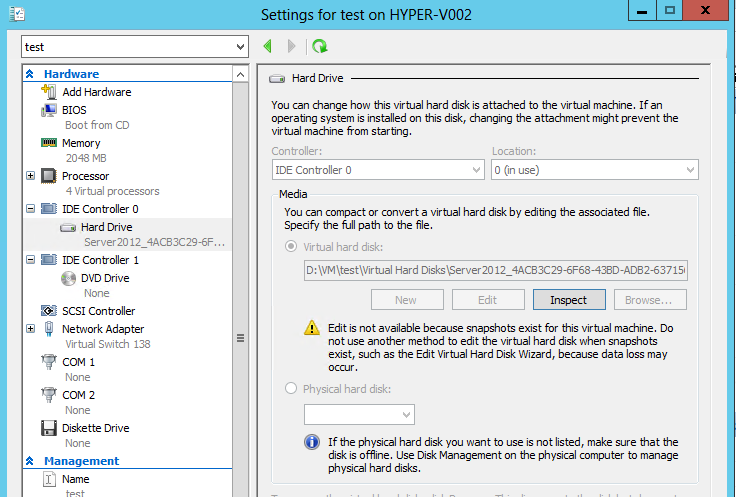 Settings for test on HYPER-V002
test
Hardware
Add Hardware
BIOS
Boot from CD
Memory
2048 MB
Processor
4 Virtual processors
IDE Controller 0
Hard Drive
Server2012_4ACB3C29-6F...
IDE Controller 1
DVD Drive
None
SCSI Controller
Network Adapter
Virtual Switch 138
COM 1
None
COM 2
None
Diskette Drive
None
Management
Name
test
Hard Drive
You can change how this virtual hard disk is attached to the virtual machine. If an
operating system is installed on this disk, changing the attachment might prevent the
virtual machine from starting.
Controller:
Location:
IDE Controller 0
0 (in use)
Media
You can compact or convert a virtual hard disk by editing the associated file.
Specify the full path to the file.
Virtual hard disk:
D:\VM\test\Virtual Hard Disks\Server2012_4ACB3C29-6F68-43BD-ADB2-63715
New
Edit
Inspect
Browse...
Edit is not available because snapshots exist for this virtual machine. Do
not use another method to edit the virtual hard disk when snapshots
exist, such as the Edit Virtual Hard Disk Wizard, because data loss may
occur.
Physical hard disk:
If the physical hard disk you want to use is not listed, make sure that the
disk is offline. Use Disk Management on the physical computer to manage
physical hard disks.